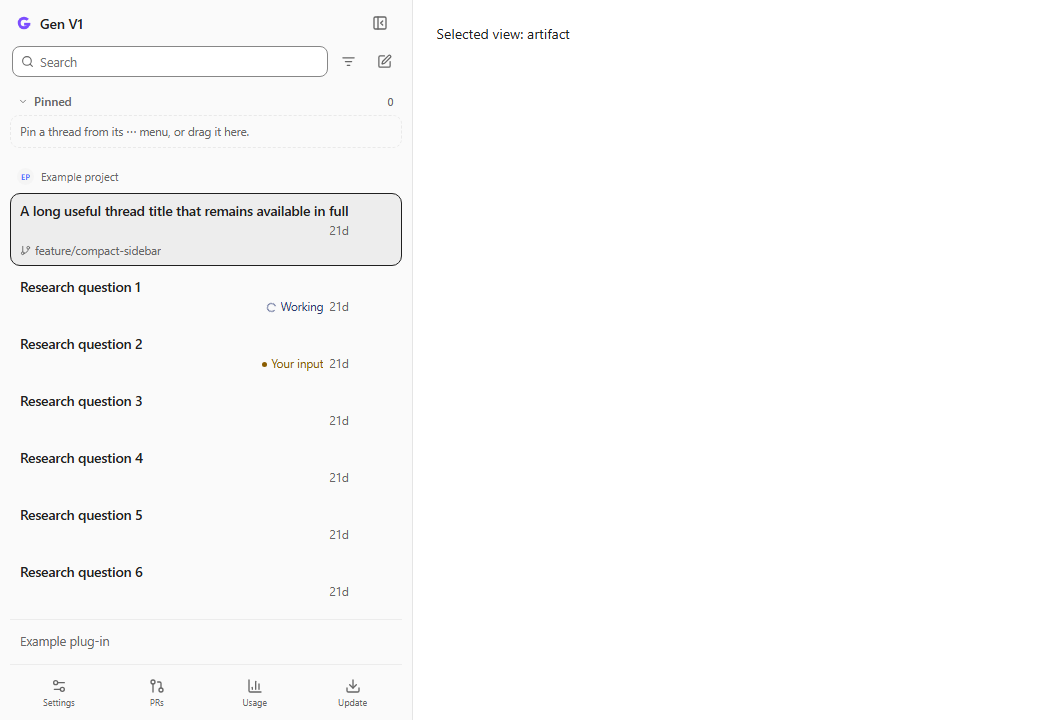 Gen V1
Search
Pinned 0
Pin a thread from its ··· menu, or drag it here.
EP Example project
A long useful thread title that remains available in full
21d
feature/compact-sidebar
Research question 1
Working 21d
Research question 2
Your input 21d
Research question 3
21d
Research question 4
21d
Research question 5
21d
Research question 6
21d
Example plug-in
Settings PRs Usage Update
Selected view: artifact